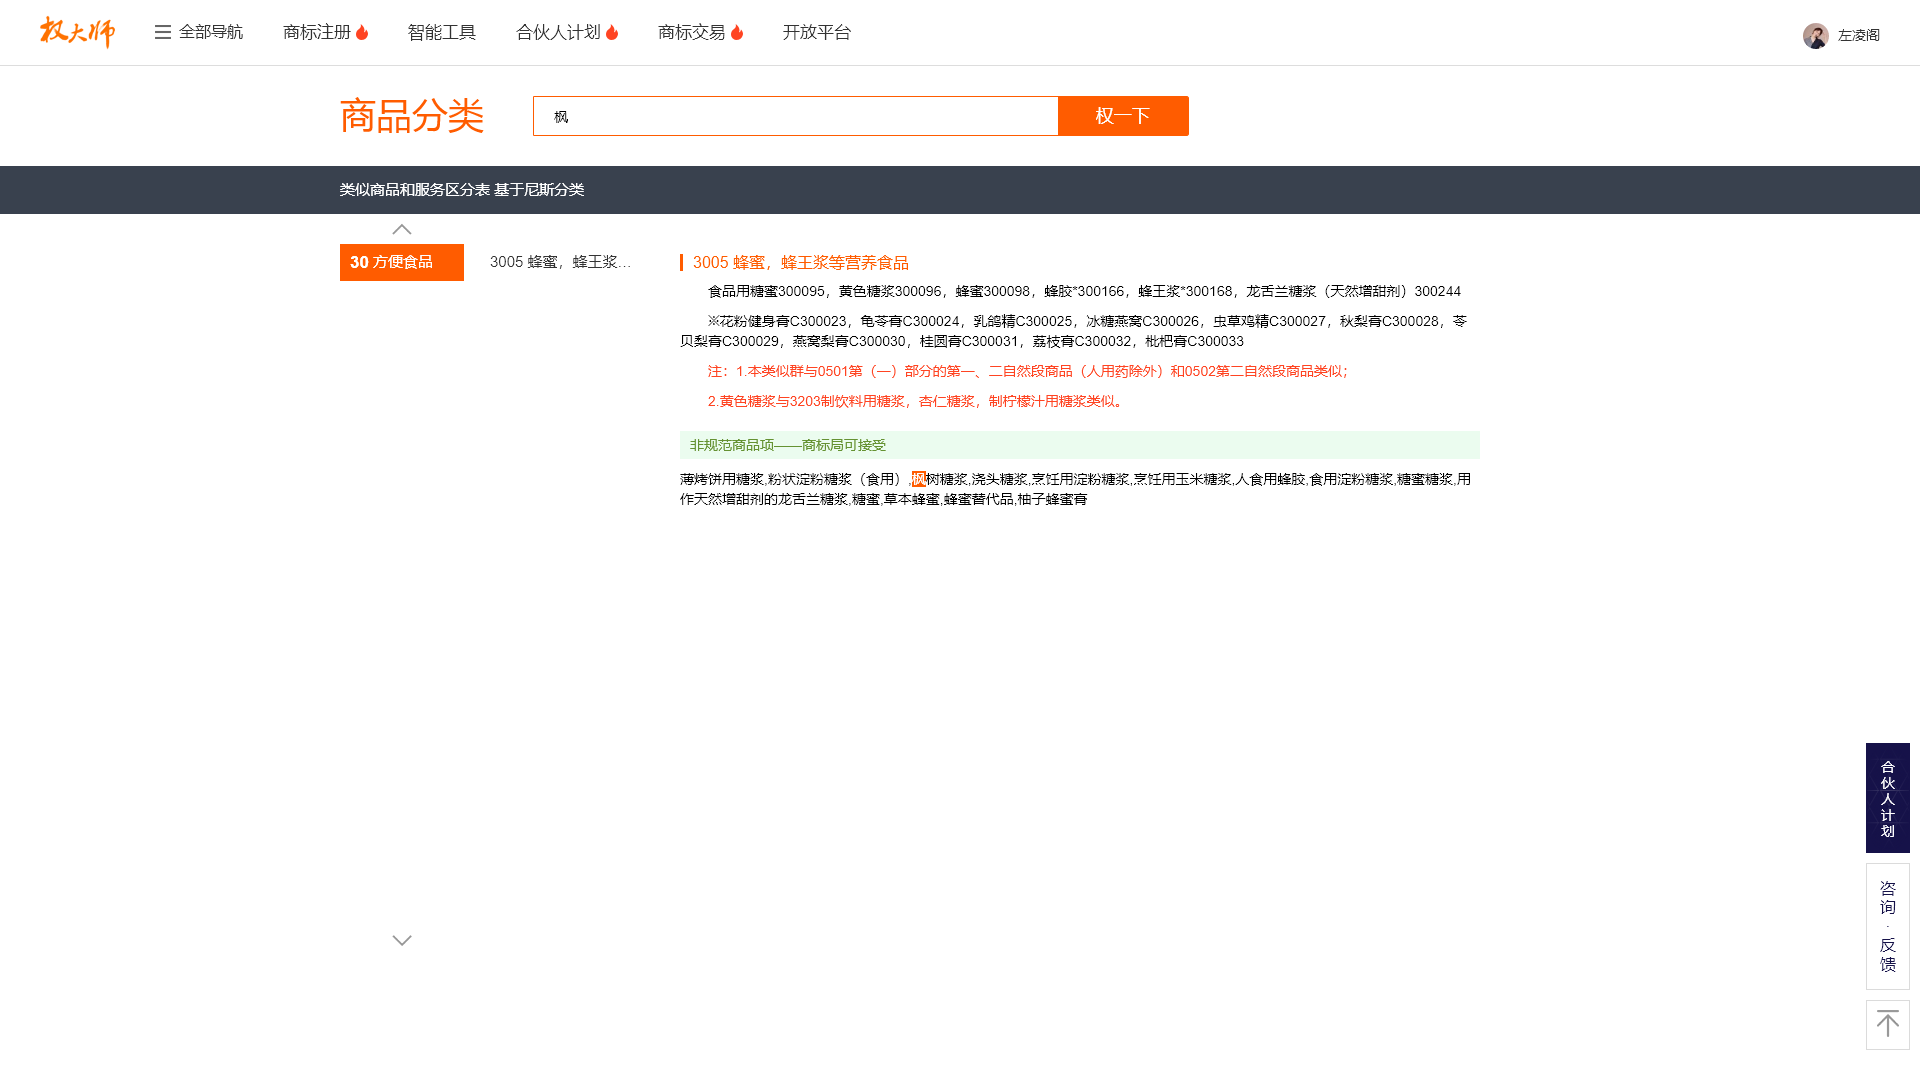 权大师 全部导航 商标注册 智能工具 合伙人计划 商标交易 开放平台 左凌阁
商品分类 枫 权一下
类似商品和服务区分表 基于尼斯分类
30 方便食品 3005 蜂蜜，蜂王浆... 3005 蜂蜜，蜂王浆等营养食品
食品用糖蜜300095，黄色糖浆300096，蜂蜜300098，蜂胶*300166，蜂王浆*300168，龙舌兰糖浆（天然增甜剂）300244
※花粉健身膏C300023，龟苓膏C300024，乳鸽精C300025，冰糖燕窝C300026，虫草鸡精C300027，秋梨膏C300028，苓
贝梨膏C300029，燕窝梨膏C300030，桂圆膏C300031，荔枝膏C300032，枇杷膏C300033
注：1.本类似群与0501第（一）部分的第一、二自然段商品（人用药除外）和0502第二自然段商品类似；
2.黄色糖浆与3203制饮料用糖浆，杏仁糖浆，制柠檬汁用糖浆类似。
非规范商品项——商标局可接受
薄烤饼用糖浆,粉状淀粉糖浆（食用）,枫树糖浆,浇头糖浆,烹饪用淀粉糖浆,烹饪用玉米糖浆,人食用蜂胶,食用淀粉糖浆,糖蜜糖浆,用
作天然增甜剂的龙舌兰糖浆,糖蜜,草本蜂蜜,蜂蜜替代品,柚子蜂蜜膏
合伙人计划
咨询·反馈